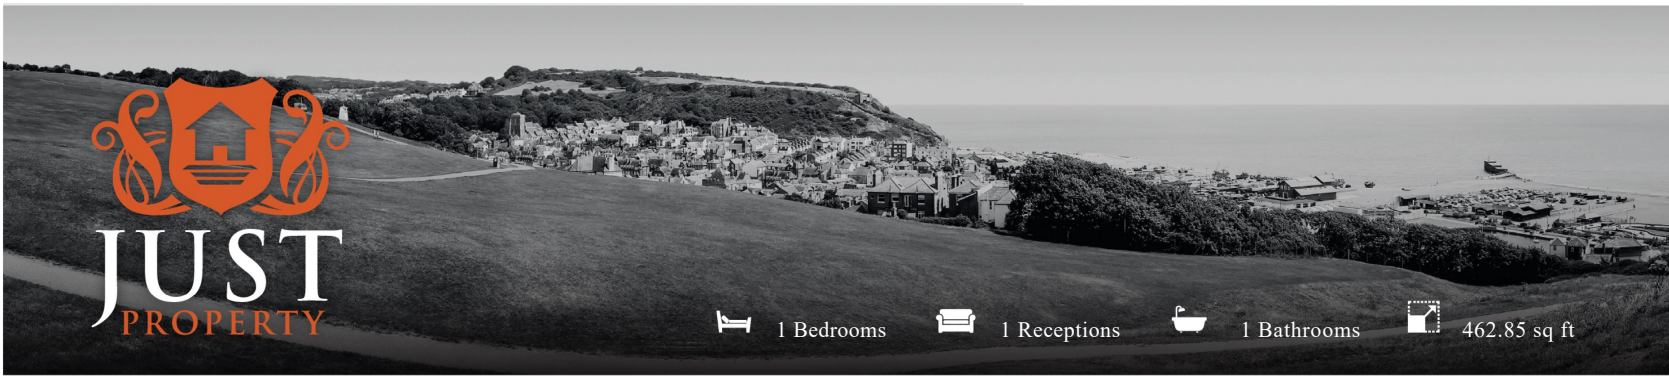 JUST
PROPERTY
1 Bedrooms
1 Receptions
1 Bathrooms
462.85 sq ft